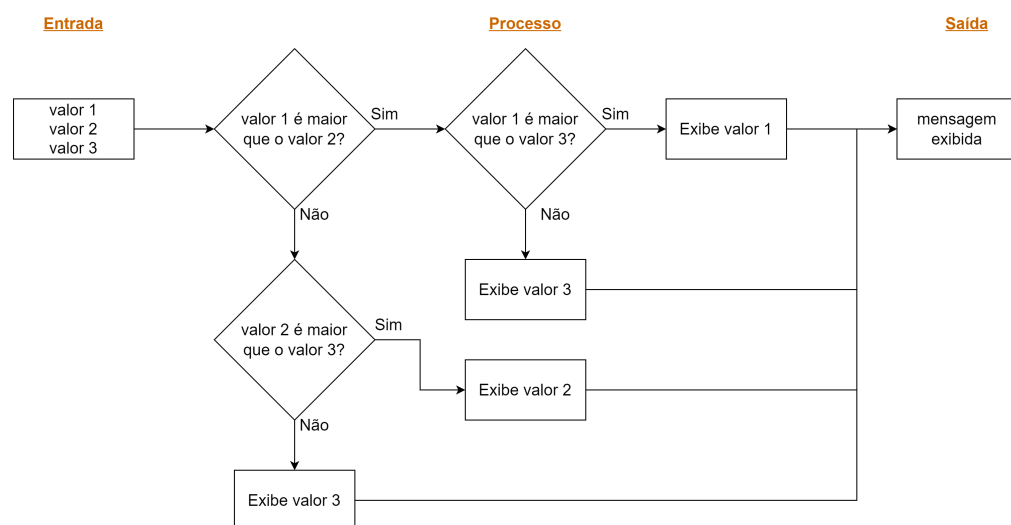 Entrada
Processo
Saída
valor 1
valor 2
valor 3
valor 1 é maior
que o valor 2?
Sim
valor 1 é maior
que o valor 3?
Sim
Exibe valor 1
mensagem
exibida
Não
Não
Exibe valor 3
valor 2 é maior
que o valor 3?
Sim
Exibe valor 2
Não
Exibe valor 3